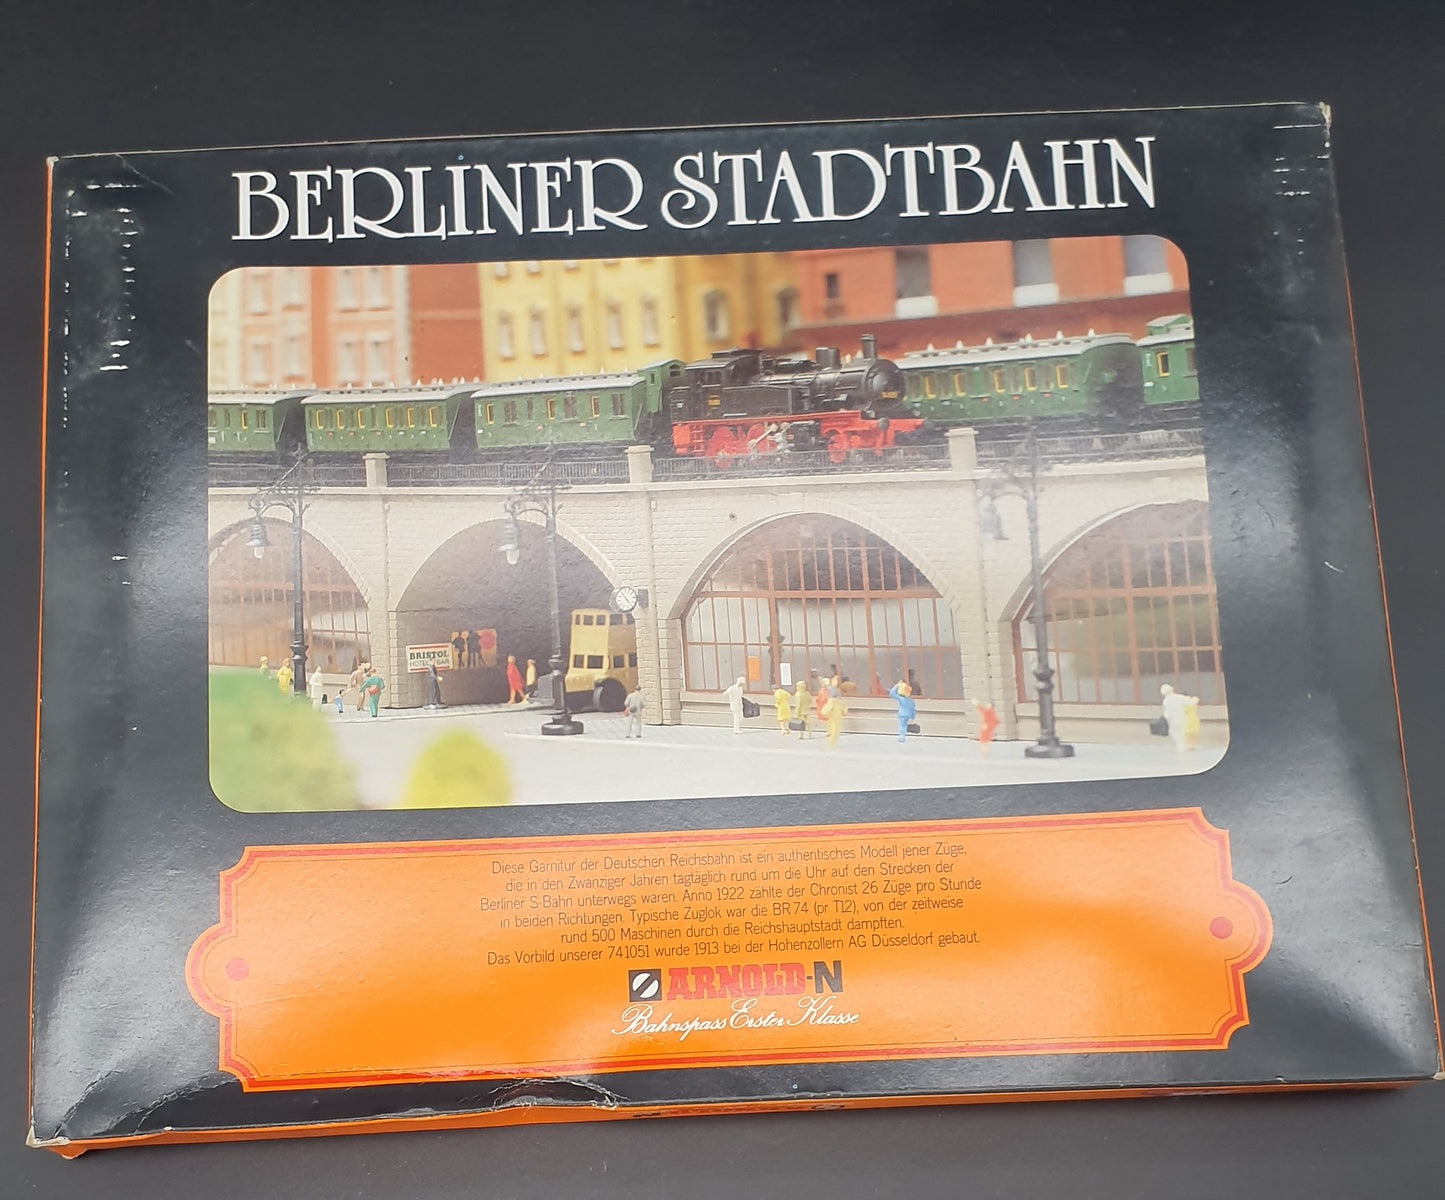 BERLINER STADTBAHN
BRISTOL
HOTEL BAR
Diese Garnitur der Deutschen Reichsbahn ist ein authentisches Modell jener Züge,
die in den Zwanziger Jahren tagtäglich rund um die Uhr auf den Strecken der
Berliner S-Bahn unterwegs waren. Anno 1922 zählte der Chronist 26 Züge pro Stunde
in beiden Richtungen. Typische Zuglok war die BR 74 (pr T12), von der zeitweise
rund 500 Maschinen durch die Reichshauptstadt dampften.
Das Vorbild unserer 741051 wurde 1913 bei der Hohenzollern AG Düsseldorf gebaut.
ARNOLD-N
Bahnspass Erster Klasse